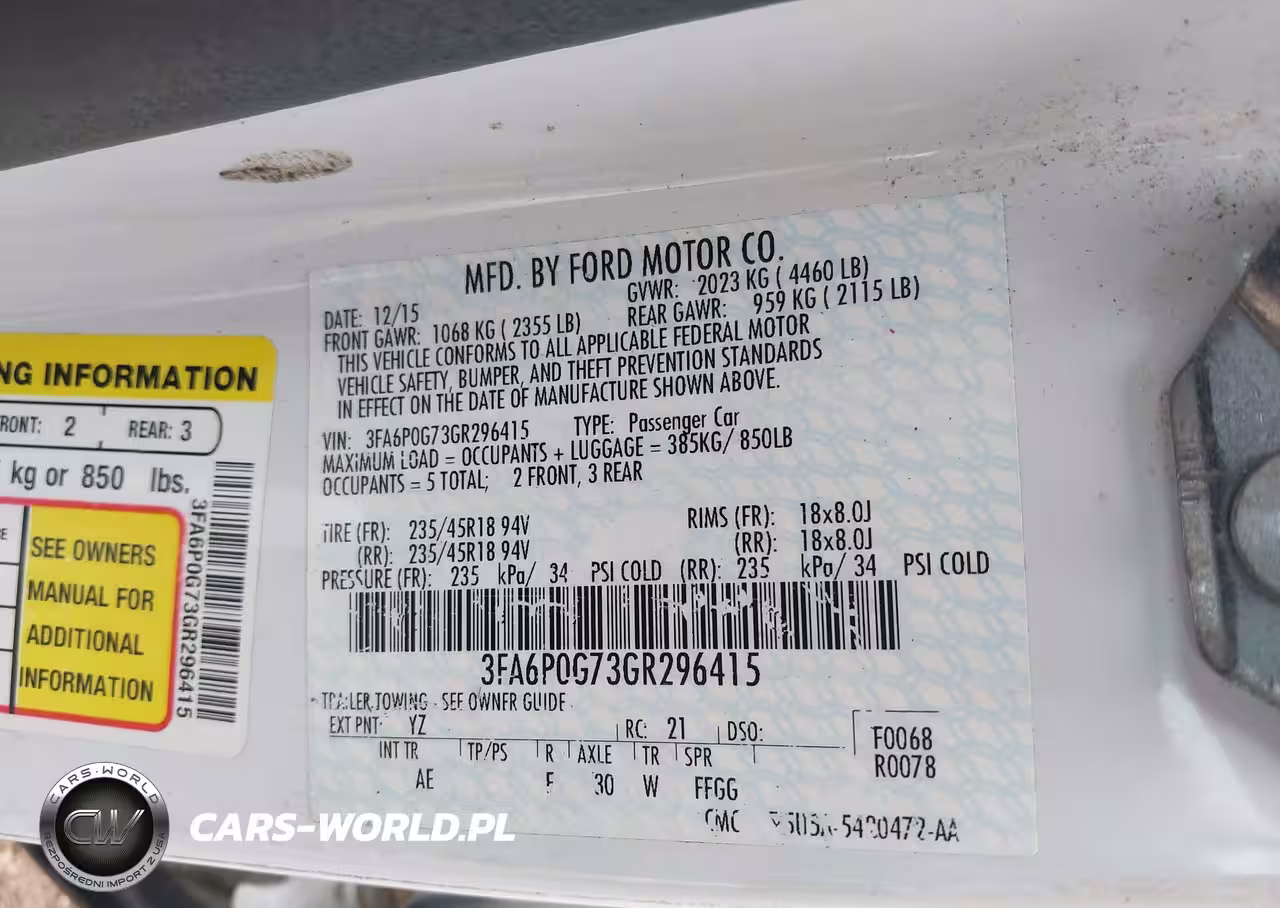 MFD. BY FORD MOTOR CO.
DATE: 12/15
GVWR: 2023 KG ( 4460 LB)
FRONT GAWR: 1068 KG ( 2355 LB)
REAR GAWR: 959 KG ( 2115 LB)
THIS VEHICLE CONFORMS TO ALL APPLICABLE FEDERAL MOTOR
VEHICLE SAFETY, BUMPER, AND THEFT PREVENTION STANDARDS
IN EFFECT ON THE DATE OF MANUFACTURE SHOWN ABOVE.
VIN: 3FA6P0G73GR296415 TYPE: Passenger Car
MAXIMUM LOAD = OCCUPANTS + LUGGAGE = 385KG/ 850LB
OCCUPANTS = 5 TOTAL; 2 FRONT, 3 REAR
TIRE (FR): 235/45R18 94V RIMS (FR): 18x8.0J
(RR): 235/45R18 94V (RR): 18x8.0J
PRESSURE (FR): 235 kPa/ 34 PSI COLD (RR): 235 kPa/ 34 PSI COLD
3FA6P0G73GR296415
TRAILER TOWING - SEE OWNER GUIDE
EXT PNT: YZ RC: 21 DSO:
INT TR TP/PS R AXLE TR SPR
AE 30 W FFGG
F0068
R0078
CMC
NG INFORMATION
RONT: 2 REAR: 3
kg or 850 lbs.
SEE OWNERS
MANUAL FOR
ADDITIONAL
INFORMATION
3FA6P0G73GR296415
CARS-WORLD
CW
BEZPOŚREDNI IMPORT Z USA
CARS-WORLD.PL